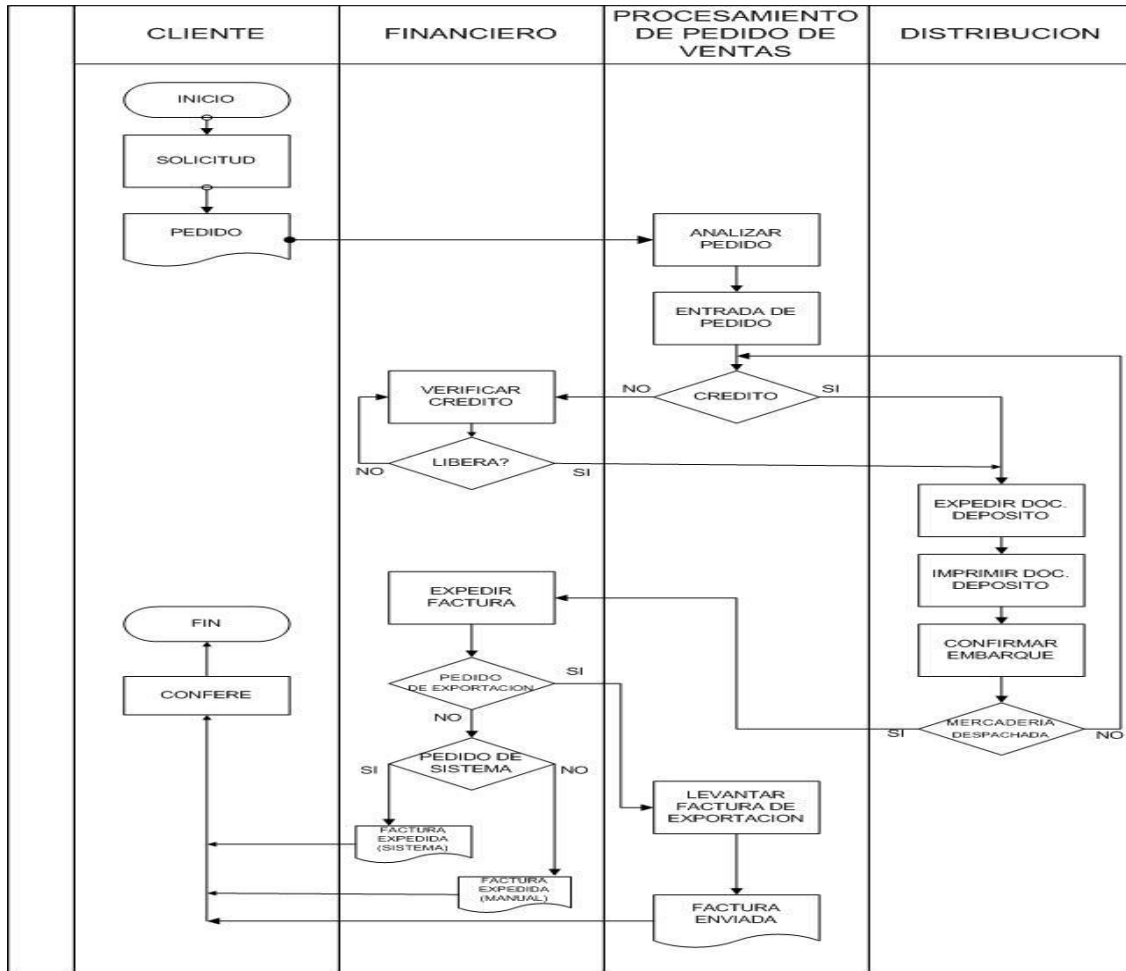 CLIENTE
FINANCIERO
PROCESAMIENTO
DE PEDIDO DE
VENTAS
DISTRIBUCION
INICIO
SOLICITUD
PEDIDO
ANALIZAR
PEDIDO
ENTRADA DE
PEDIDO
VERIFICAR
CREDITO
NO
CREDITO
SI
NO
LIBERA?
SI
EXPEDIR DOC.
DEPOSITO
IMPRIMIR DOC.
DEPOSITO
CONFIRMAR
EMBARQUE
MERCADERIA
DESPACHADA
SI
NO
EXPEDIR
FACTURA
PEDIDO
DE EXPORTACION
SI
NO
PEDIDO DE
SISTEMA
SI
NO
FACTURA
EXPEDIDA
(SISTEMA)
FACTURA
EXPEDIDA
(MANUAL)
LEVANTAR
FACTURA DE
EXPORTACION
FACTURA
ENVIADA
CONFERE
FIN